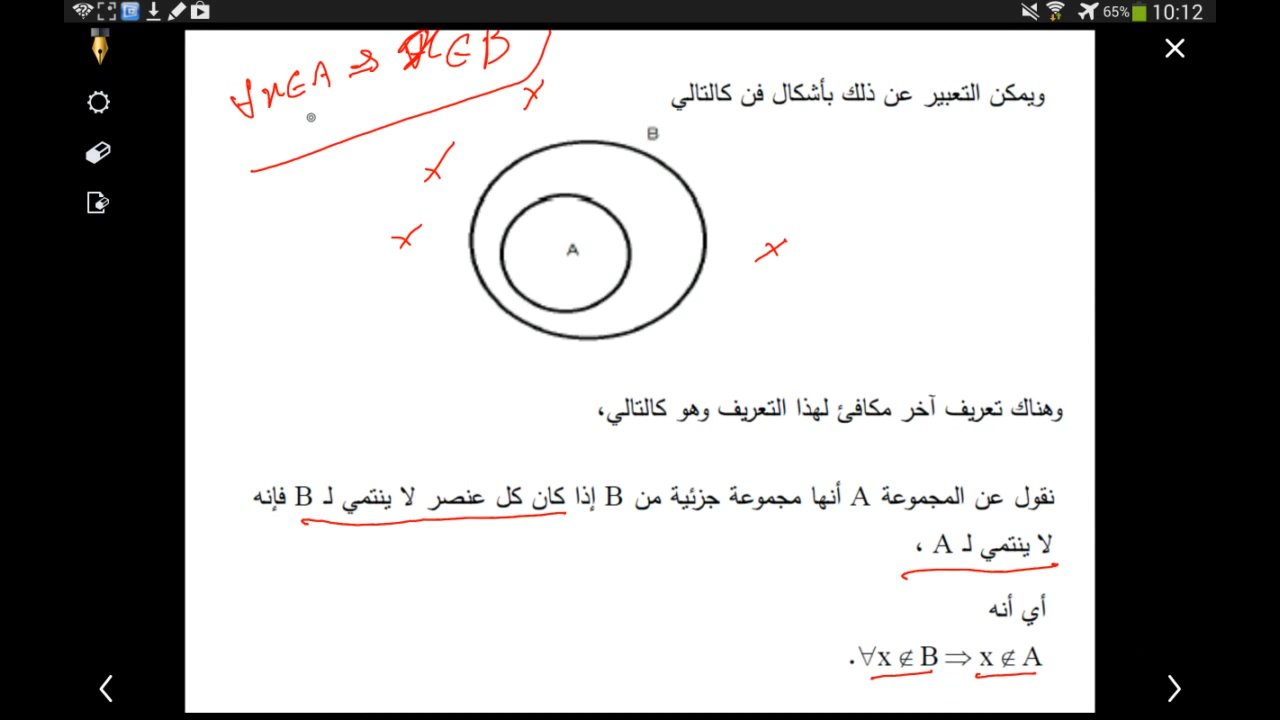 65% 10:12
∀x∈A ⇒ x∈B
ويمكن التعبير عن ذلك بأشكال فن كالتالي
B
A
وهناك تعريف آخر مكافئ لهذا التعريف وهو كالتالي،
نقول عن المجموعة A أنها مجموعة جزئية من B إذا كان كل عنصر لا ينتمي لـ B فإنه
لا ينتمي لـ A ،
أي أنه
∀x∉B⇒x∉A.